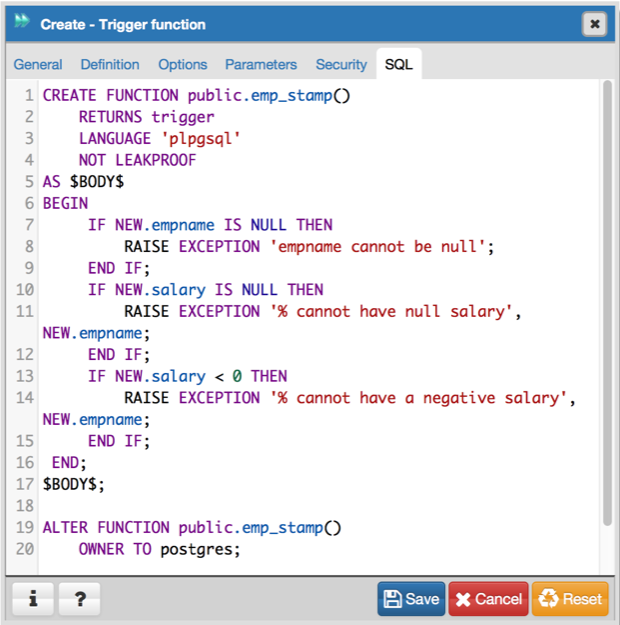 Create - Trigger function
General Definition Options Parameters Security SQL
1 CREATE FUNCTION public.emp_stamp()
2 RETURNS trigger
3 LANGUAGE 'plpgsql'
4 NOT LEAKPROOF
5 AS $BODY$
6 BEGIN
7 IF NEW.empname IS NULL THEN
8 RAISE EXCEPTION 'empname cannot be null';
9 END IF;
10 IF NEW.salary IS NULL THEN
11 RAISE EXCEPTION '% cannot have null salary',
NEW.empname;
12 END IF;
13 IF NEW.salary < 0 THEN
14 RAISE EXCEPTION '% cannot have a negative salary',
NEW.empname;
15 END IF;
16 END;
17 $BODY$;
18
19 ALTER FUNCTION public.emp_stamp()
20 OWNER TO postgres;
i ? Save Cancel Reset